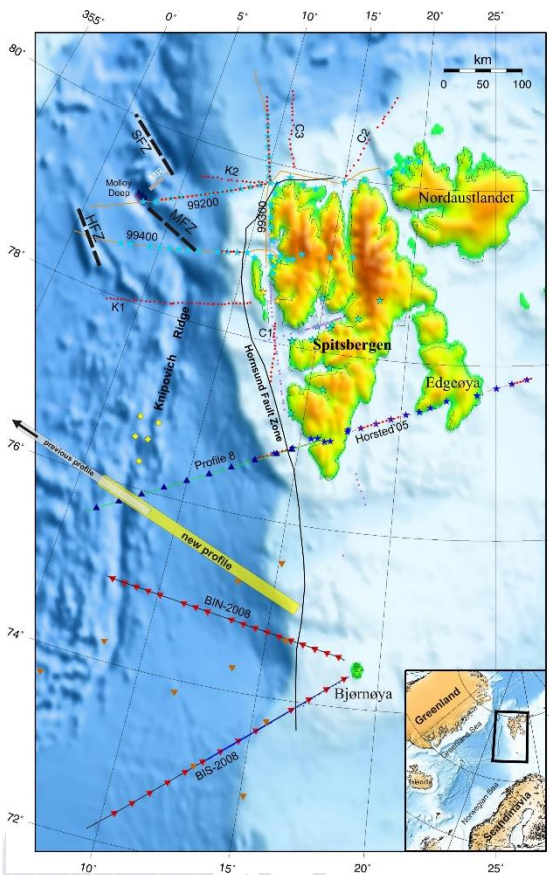 355°
0°
5°
10°
15°
20°
25°
80°
km
0
50
100
SFZ
C3
C2
K2
Molloy
Deep
MR
99200
99300
Nordaustlandet
MFZ
HFZ
99400
78°
K1
C1
Spitsbergen
Knipovich Ridge
Hornsund Fault Zone
Edgeøya
Horsted'05
76°
previous profile
Profile 8
new profile
BIN-2008
74°
Bjørnøya
BIS-2008
72°
Greenland
Greenland Sea
Norwegian Sea
Scandinavia
10°
15°
20°
25°